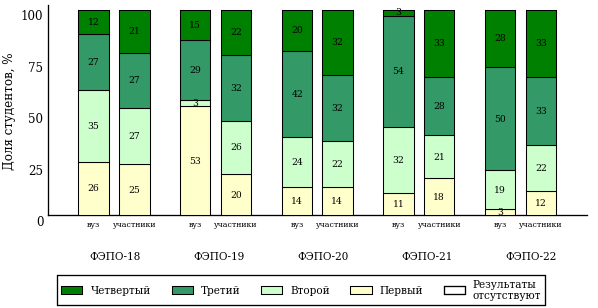 Доля студентов, %
100
75
50
25
0
12 21 15 22 20 32 3 33 28 33
27 27 29 32 42 32 54 28 50 33
35 27 3 26 24 22 32 21 19 22
26 25 53 20 14 14 11 18 3 12
вуз участники вуз участники вуз участники вуз участники вуз участники
ФЭПО-18 ФЭПО-19 ФЭПО-20 ФЭПО-21 ФЭПО-22
Четвертый Третий Второй Первый Результаты
отсутствуют